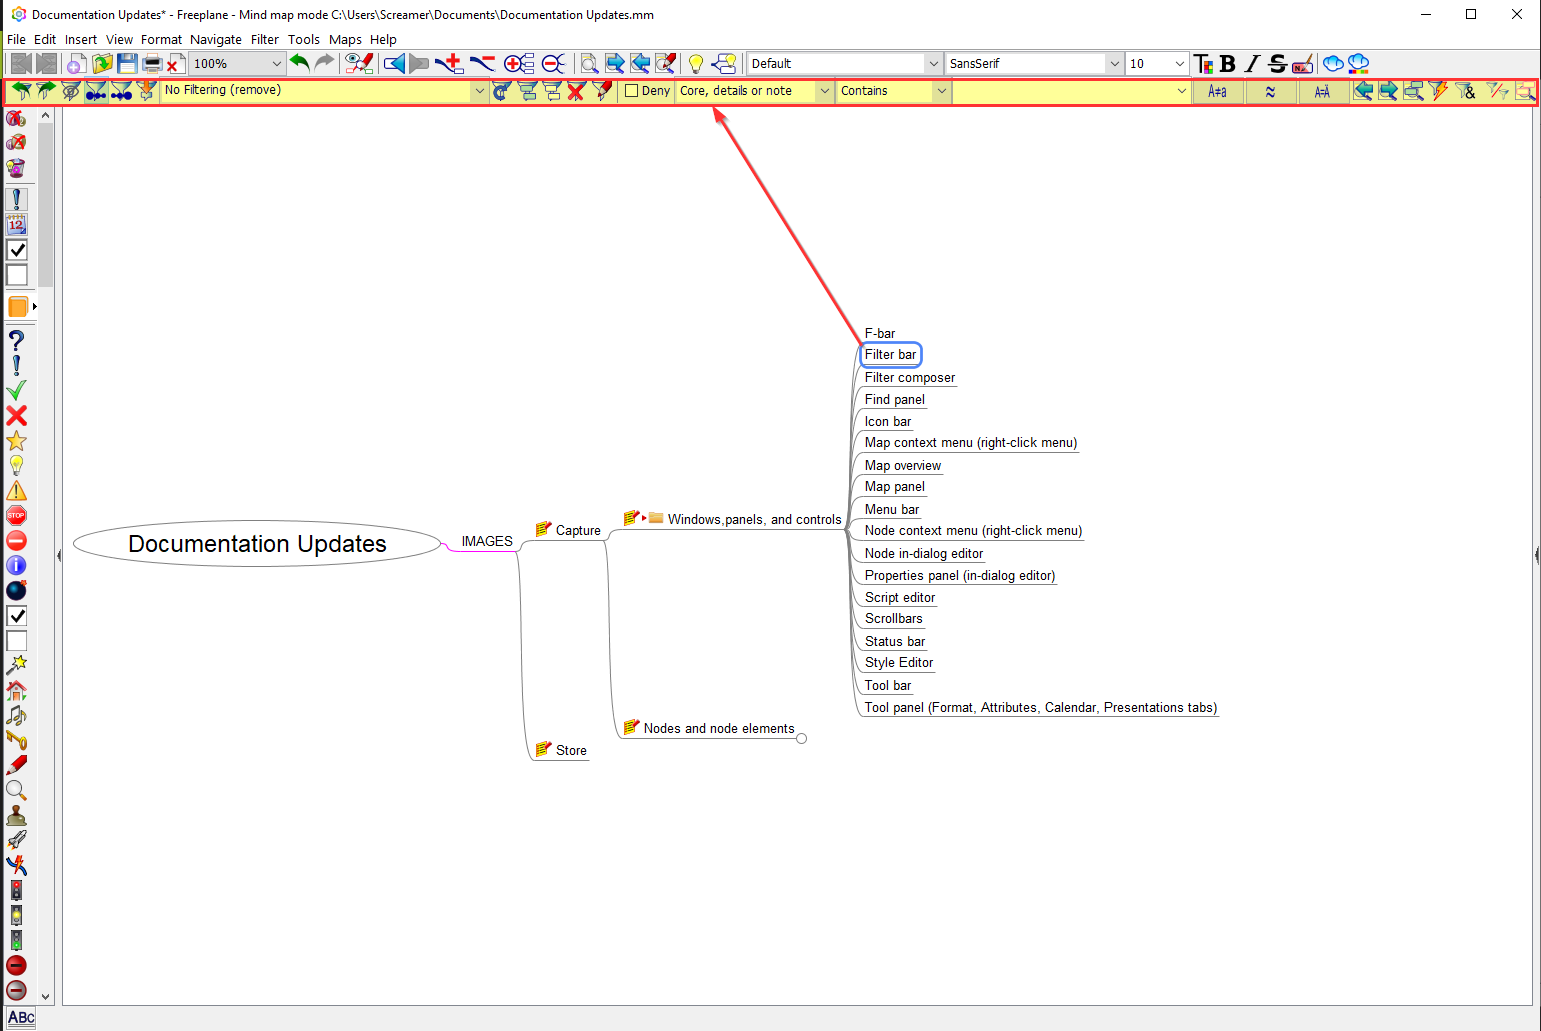 Documentation Updates* - Freeplane - Mind map mode C:\Users\Screamer\Documents\Documentation Updates.mm
File Edit Insert View Format Navigate Filter Tools Maps Help
100% Default SansSerif 10 B I S
No Filtering (remove) Deny Core, details or note Contains A≠a ≈ A=Ä &
12
F-bar
Filter bar
Filter composer
Find panel
Icon bar
Map context menu (right-click menu)
Map overview
Map panel
Menu bar
Node context menu (right-click menu)
Node in-dialog editor
Properties panel (in-dialog editor)
Script editor
Scrollbars
Status bar
Style Editor
Tool bar
Tool panel (Format, Attributes, Calendar, Presentations tabs)
Windows,panels, and controls
Capture
IMAGES
Documentation Updates
Nodes and node elements
Store
STOP
ABC